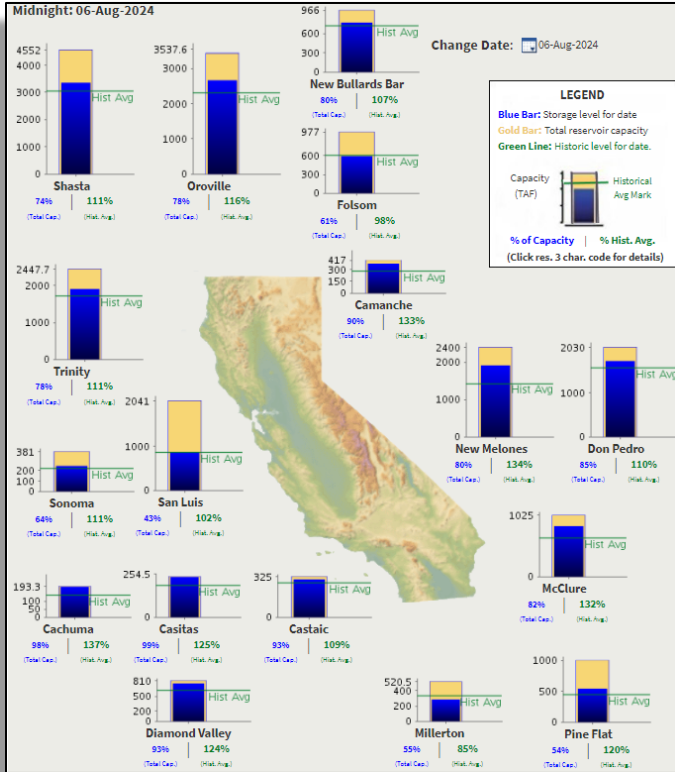 Midnight: 06-Aug-2024
Change Date: 06-Aug-2024
4552
4000
3000
2000
1000
0
Hist Avg
Shasta
74% | 111%
(Total Cap.) (Hist. Avg.)
3537.6
3000
2000
1000
0
Hist Avg
Oroville
78% | 116%
(Total Cap.) (Hist. Avg.)
966
600
300
0
Hist Avg
New Bullards Bar
80% | 107%
(Total Cap.) (Hist. Avg.)
977
600
300
0
Hist Avg
Folsom
61% | 98%
(Total Cap.) (Hist. Avg.)
LEGEND
Blue Bar: Storage level for date
Gold Bar: Total reservoir capacity
Green Line: Historic level for date.
Capacity
(TAF)
Historical
Avg Mark
% of Capacity | % Hist. Avg.
(Click res. 3 char. code for details)
2447.7
2000
1000
0
Hist Avg
Trinity
78% | 111%
(Total Cap.) (Hist. Avg.)
417
300
150
0
Hist Avg
Camanche
90% | 133%
(Total Cap.) (Hist. Avg.)
2400
2000
1000
0
Hist Avg
New Melones
80% | 134%
(Total Cap.) (Hist. Avg.)
2030
1000
0
Hist Avg
Don Pedro
85% | 110%
(Total Cap.) (Hist. Avg.)
381
200
100
0
Hist Avg
Sonoma
64% | 111%
(Total Cap.) (Hist. Avg.)
2041
1000
0
Hist Avg
San Luis
43% | 102%
(Total Cap.) (Hist. Avg.)
1025
0
Hist Avg
McClure
82% | 132%
(Total Cap.) (Hist. Avg.)
193.3
100
50
0
Hist Avg
Cachuma
98% | 137%
(Total Cap.) (Hist. Avg.)
254.5
0
Hist Avg
Casitas
99% | 125%
(Total Cap.) (Hist. Avg.)
325
0
Hist Avg
Castaic
93% | 109%
(Total Cap.) (Hist. Avg.)
810
500
200
0
Hist Avg
Diamond Valley
93% | 124%
(Total Cap.) (Hist. Avg.)
520.5
400
200
0
Hist Avg
Millerton
55% | 85%
(Total Cap.) (Hist. Avg.)
1000
500
0
Hist Avg
Pine Flat
54% | 120%
(Total Cap.) (Hist. Avg.)